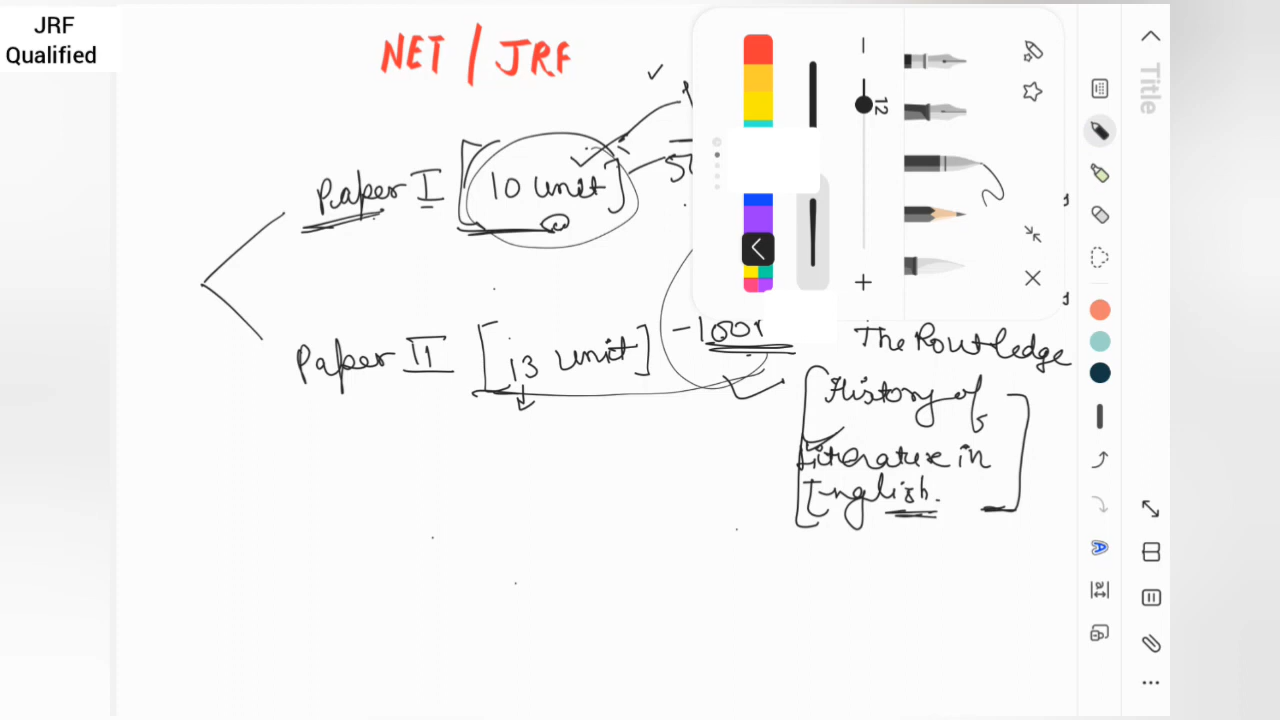 JRF
Qualified
NET / JRF
Paper I [10 unit]
Paper II [13 unit] -100
The Routledge
History of
Literature in
English.
12
Title